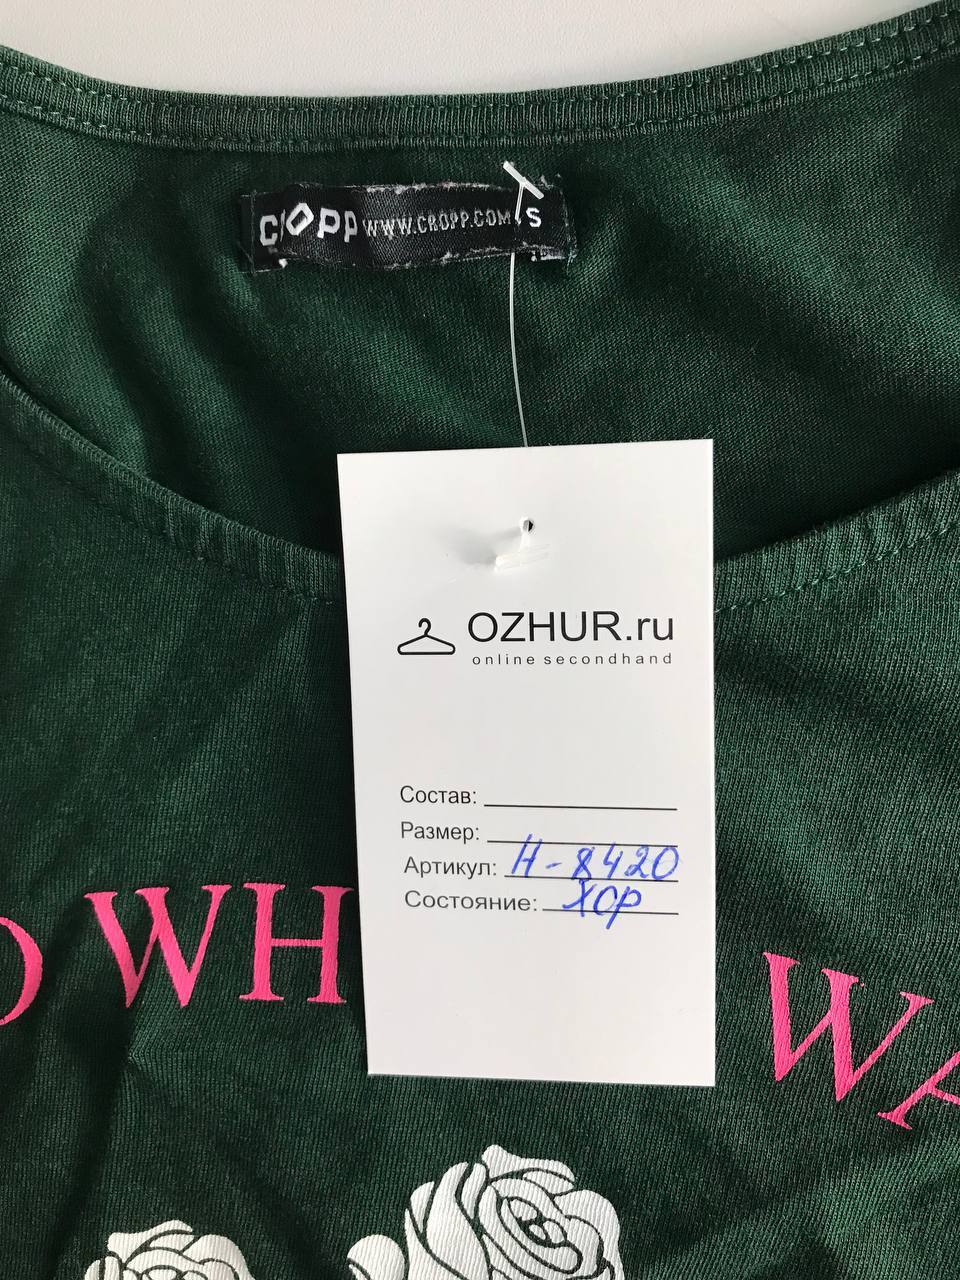 CROPP WWW.CROPP.COM S
OZHUR.ru
online secondhand
Состав:
Размер:
Артикул: Н-8420
Состояние: ХОР
WH
WA